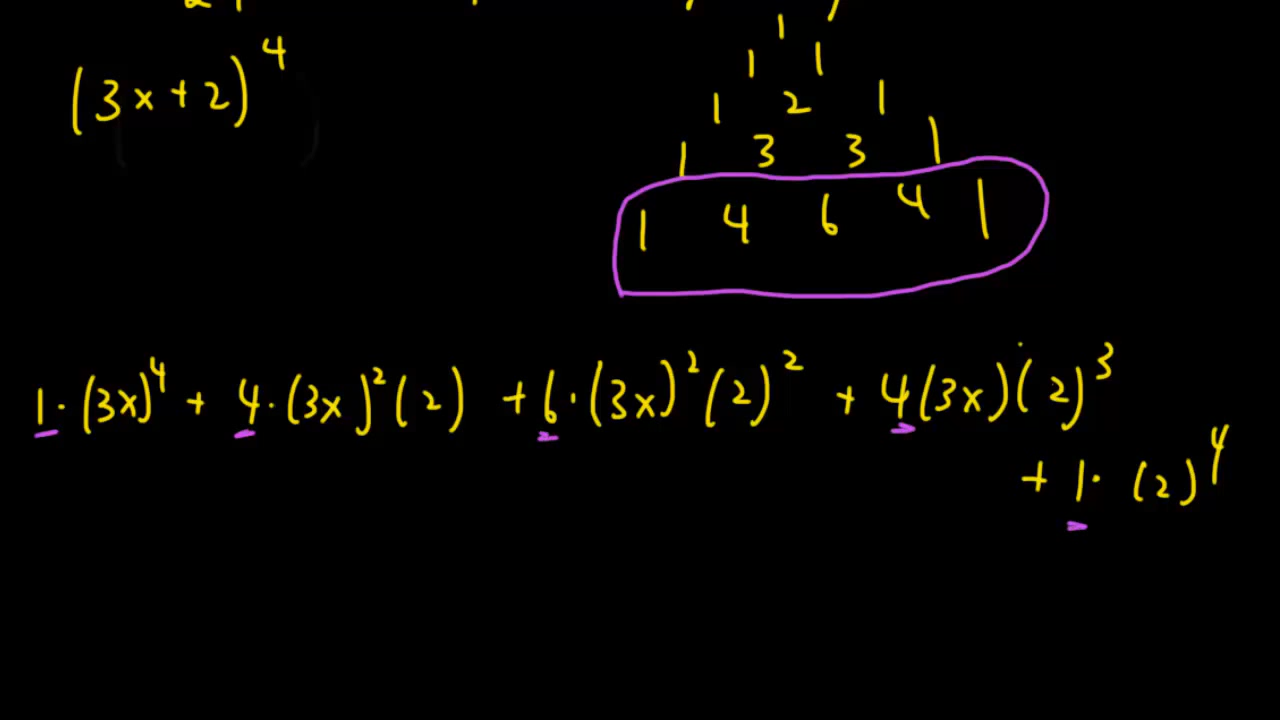 (3x+2)^4
1
1 1
1 2 1
1 3 3 1
1 4 6 4 1
1·(3x)^4 + 4·(3x)^2(2) + 6·(3x)^2(2)^2 + 4(3x)(2)^3
+ 1·(2)^4